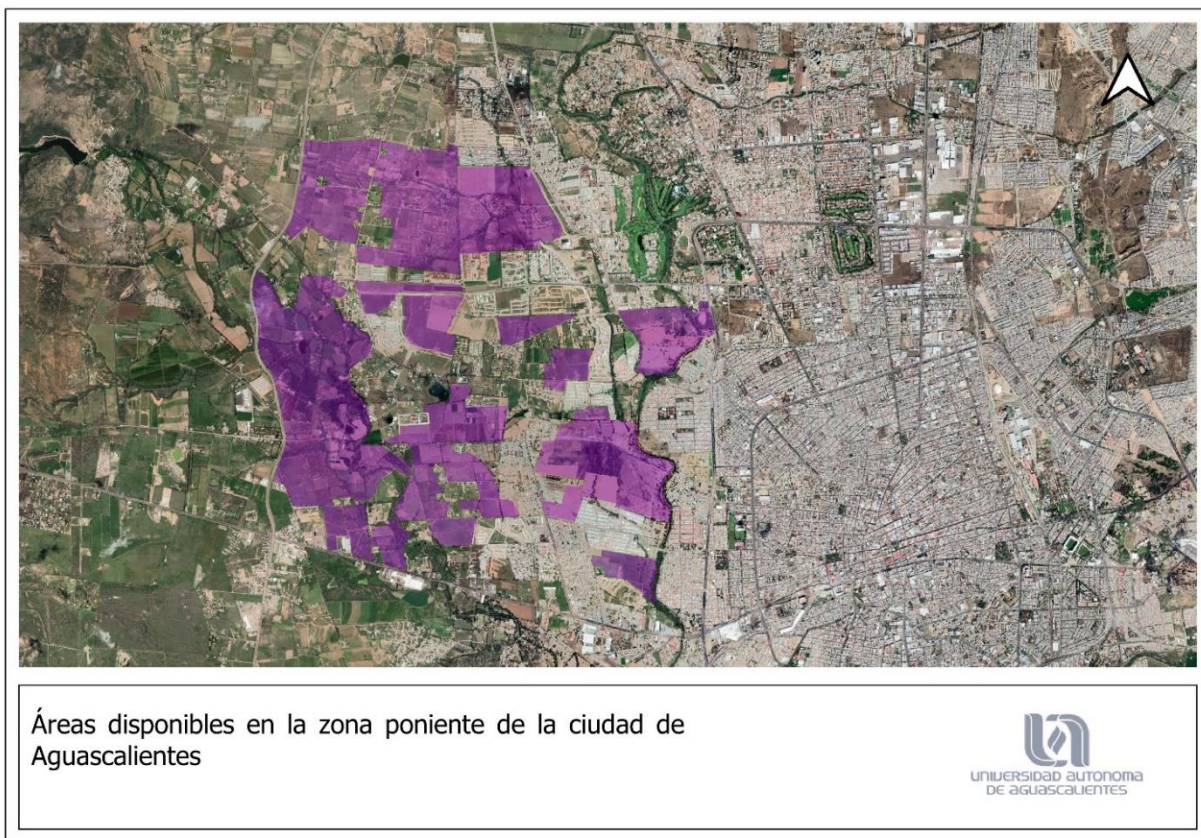 Áreas disponibles en la zona poniente de la ciudad de
Aguascalientes
UNIVERSIDAD AUTONOMA
DE AGUASCALIENTES